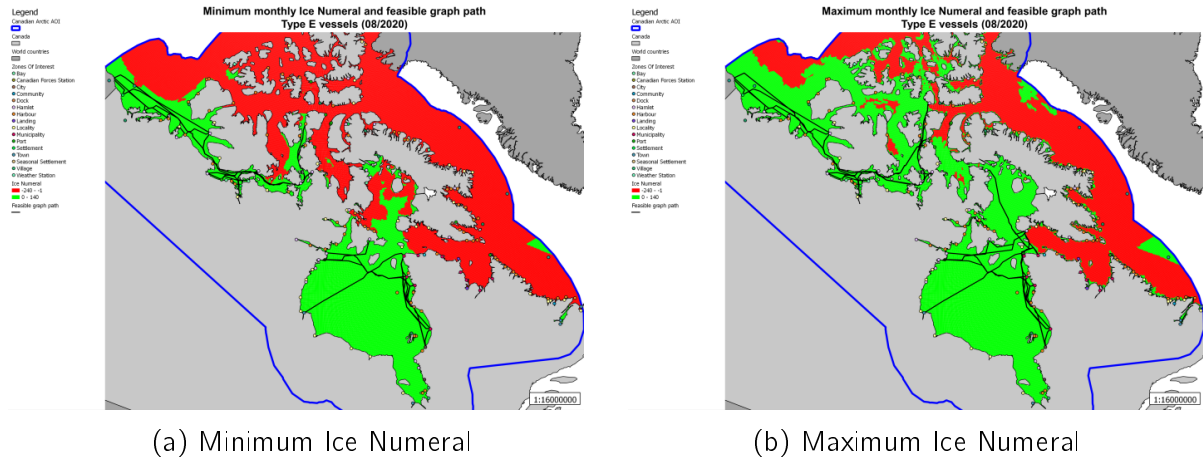 Minimum monthly Ice Numeral and feasible graph path
Type E vessels (08/2020)
Legend
Canadian Arctic AOI
Canada
World countries
Zones Of Interest
Bay
Canadian Forces Station
City
Community
Dock
Hamlet
Harbour
Landing
Locality
Municipality
Port
Settlement
Town
Seasonal Settlement
Village
Weather Station
Ice Numeral
-248 - -1
0 - 140
Feasible graph path
1:16000000
(a) Minimum Ice Numeral
Maximum monthly Ice Numeral and feasible graph path
Type E vessels (08/2020)
Legend
Canadian Arctic AOI
Canada
World countries
Zones Of Interest
Bay
Canadian Forces Station
City
Community
Dock
Hamlet
Harbour
Landing
Locality
Municipality
Port
Settlement
Town
Seasonal Settlement
Village
Weather Station
Ice Numeral
-248 - -1
0 - 140
Feasible graph path
1:16000000
(b) Maximum Ice Numeral